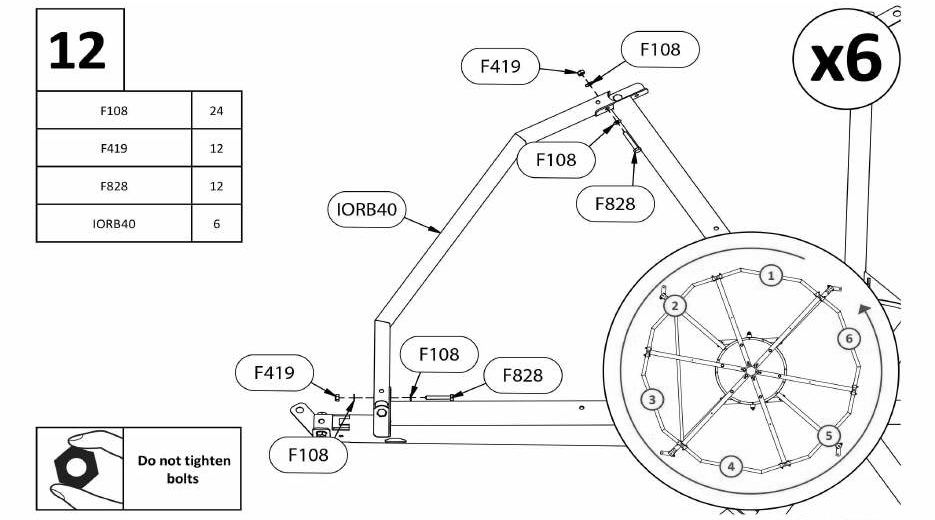 12
x6
F108 24
F419 12
F828 12
IORB40 6
F419
F108
F108
F828
IORB40
F419
F108
F828
F108
1
2
6
3
5
4
Do not tighten
bolts